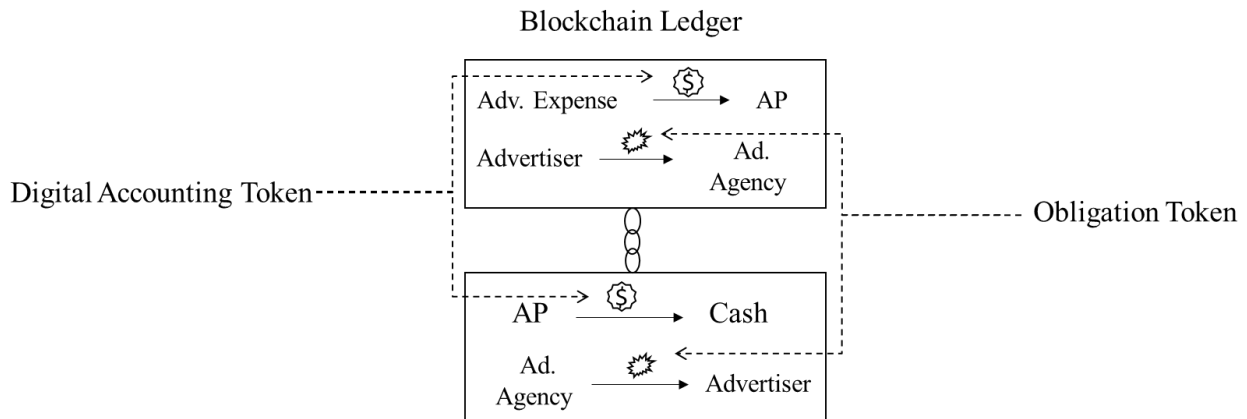 Blockchain Ledger
Adv. Expense $ AP
Advertiser Ad.
Agency
Digital Accounting Token
Obligation Token
AP $ Cash
Ad.
Agency Advertiser